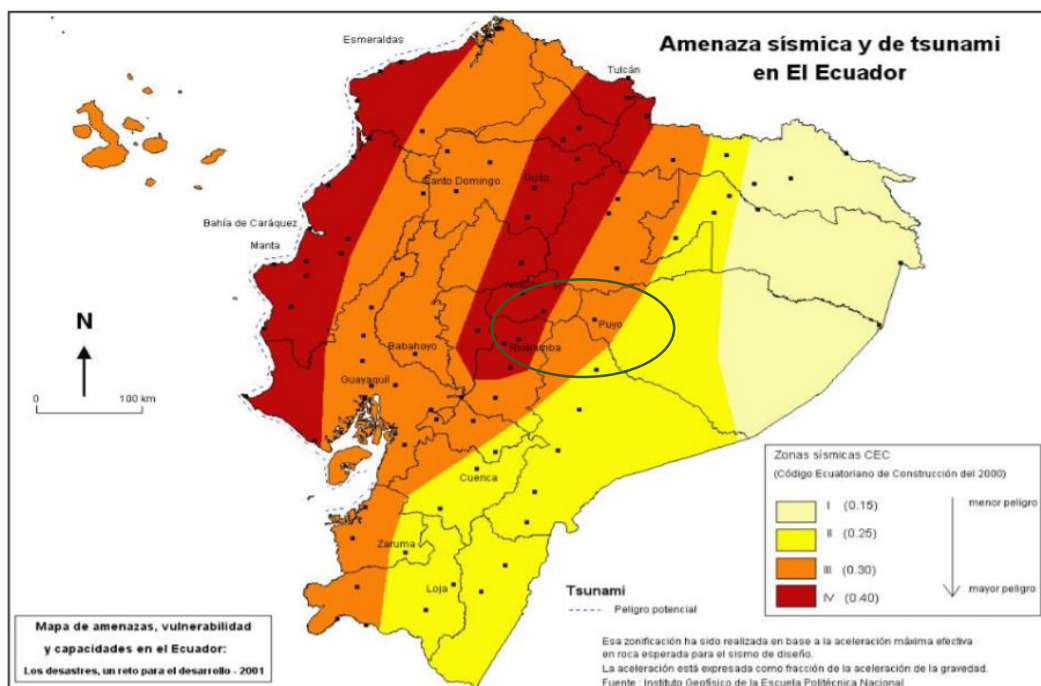 Amenaza sísmica y de tsunami
en El Ecuador
Esmeraldas
Tulcán
Quito
Santo Domingo
Bahía de Caráquez
Manta
Puyo
Riobamba
Babahoyo
Guayaquil
N
0 100 km
Cuenca
Zaruma
Loja
Zonas sísmicas CEC
(Código Ecuatoriano de Construcción del 2000)
I (0.15)
II (0.25)
III (0.30)
IV (0.40)
menor peligro
mayor peligro
Tsunami
Peligro potencial
Mapa de amenazas, vulnerabilidad
y capacidades en el Ecuador:
Los desastres, un reto para el desarrollo - 2001
Esa zonificación ha sido realizada en base a la aceleración máxima efectiva
en roca esperada para el sismo de diseño.
La aceleración está expresada como fracción de la aceleración de la gravedad.
Fuente : Instituto Geofísico de la Escuela Politécnica Nacional